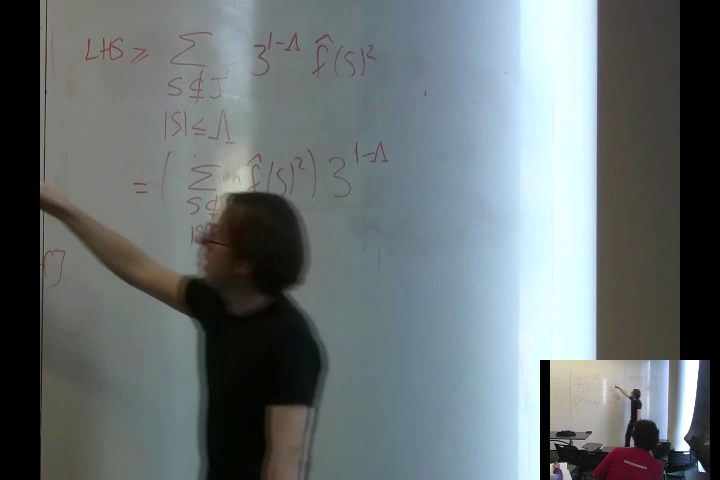 LHS ≥ ∑ 3^{1-Λ} f̂(S)²
S⊄J
|S|≤Λ
= (∑ f̂(S)²) 3^{1-Λ}